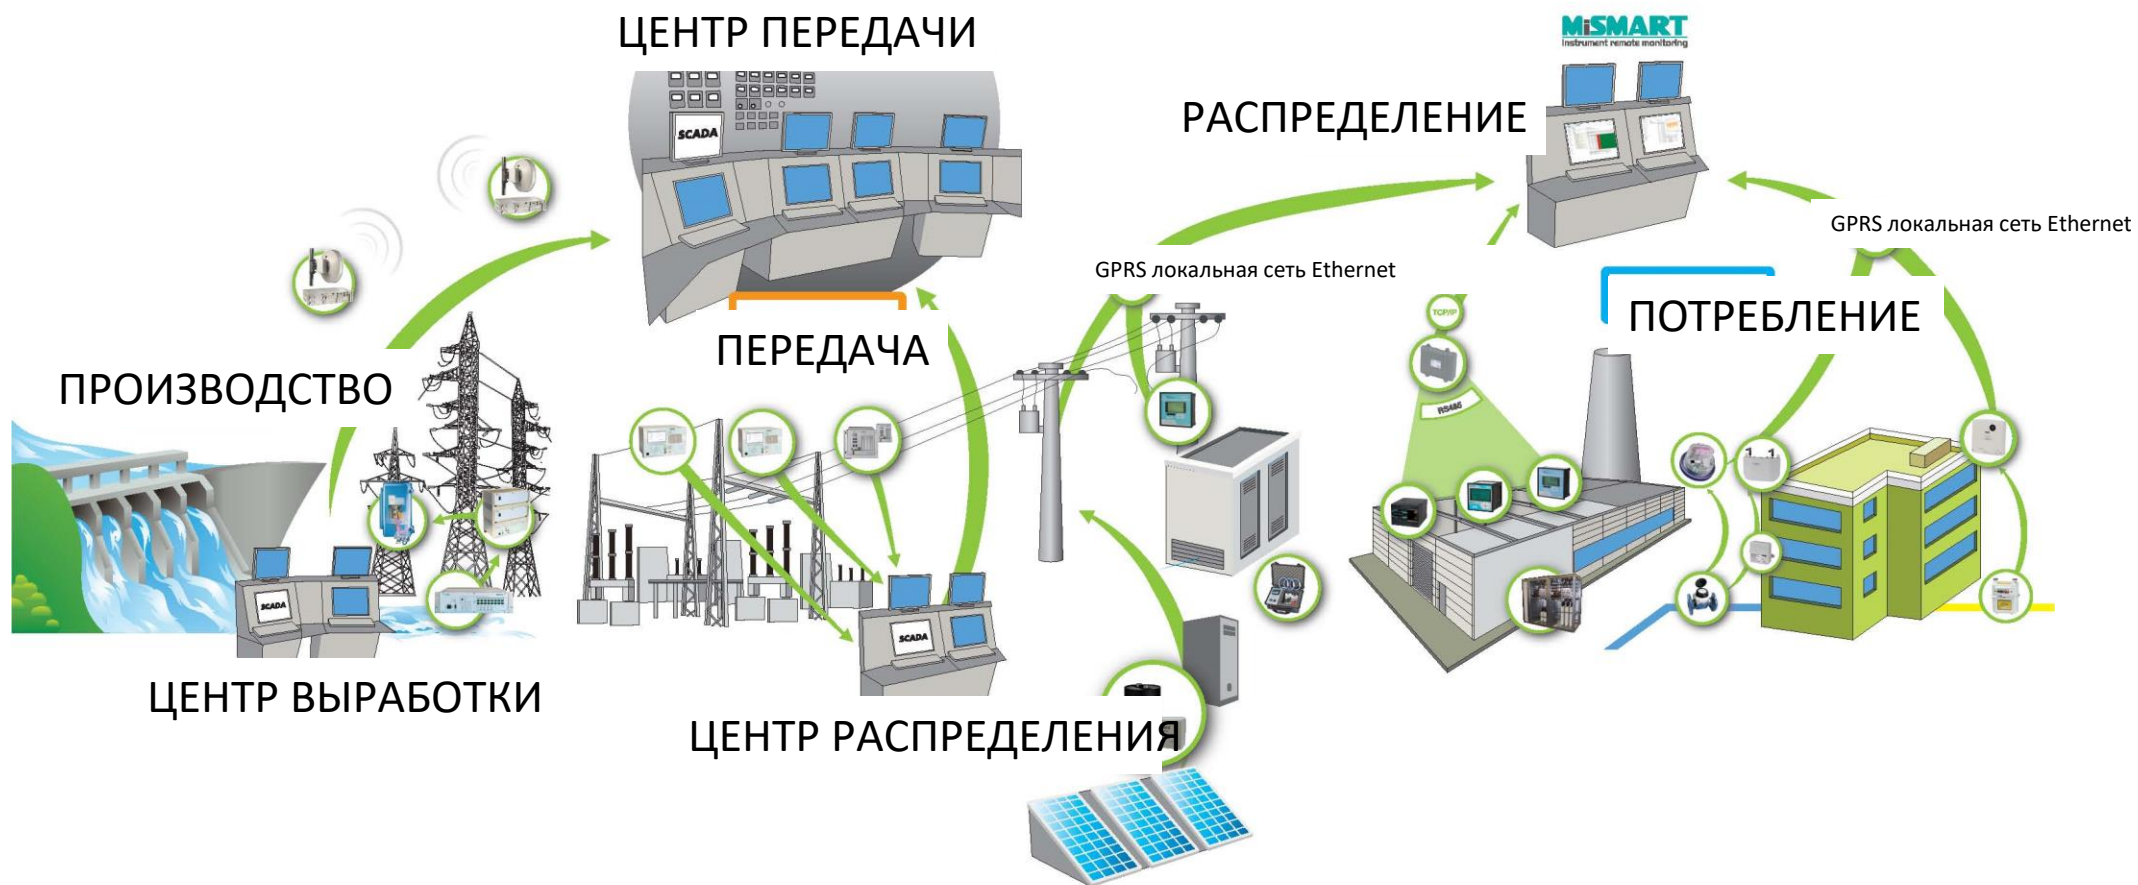 ЦЕНТР ПЕРЕДАЧИ
MiSMART
Instrument remote monitoring
РАСПРЕДЕЛЕНИЕ
SCADA
GPRS локальная сеть Ethernet
GPRS локальная сеть Ethernet
ПОТРЕБЛЕНИЕ
TCP/IP
ПЕРЕДАЧА
ПРОИЗВОДСТВО
RS485
SCADA
SCADA
ЦЕНТР ВЫРАБОТКИ
ЦЕНТР РАСПРЕДЕЛЕНИЯ